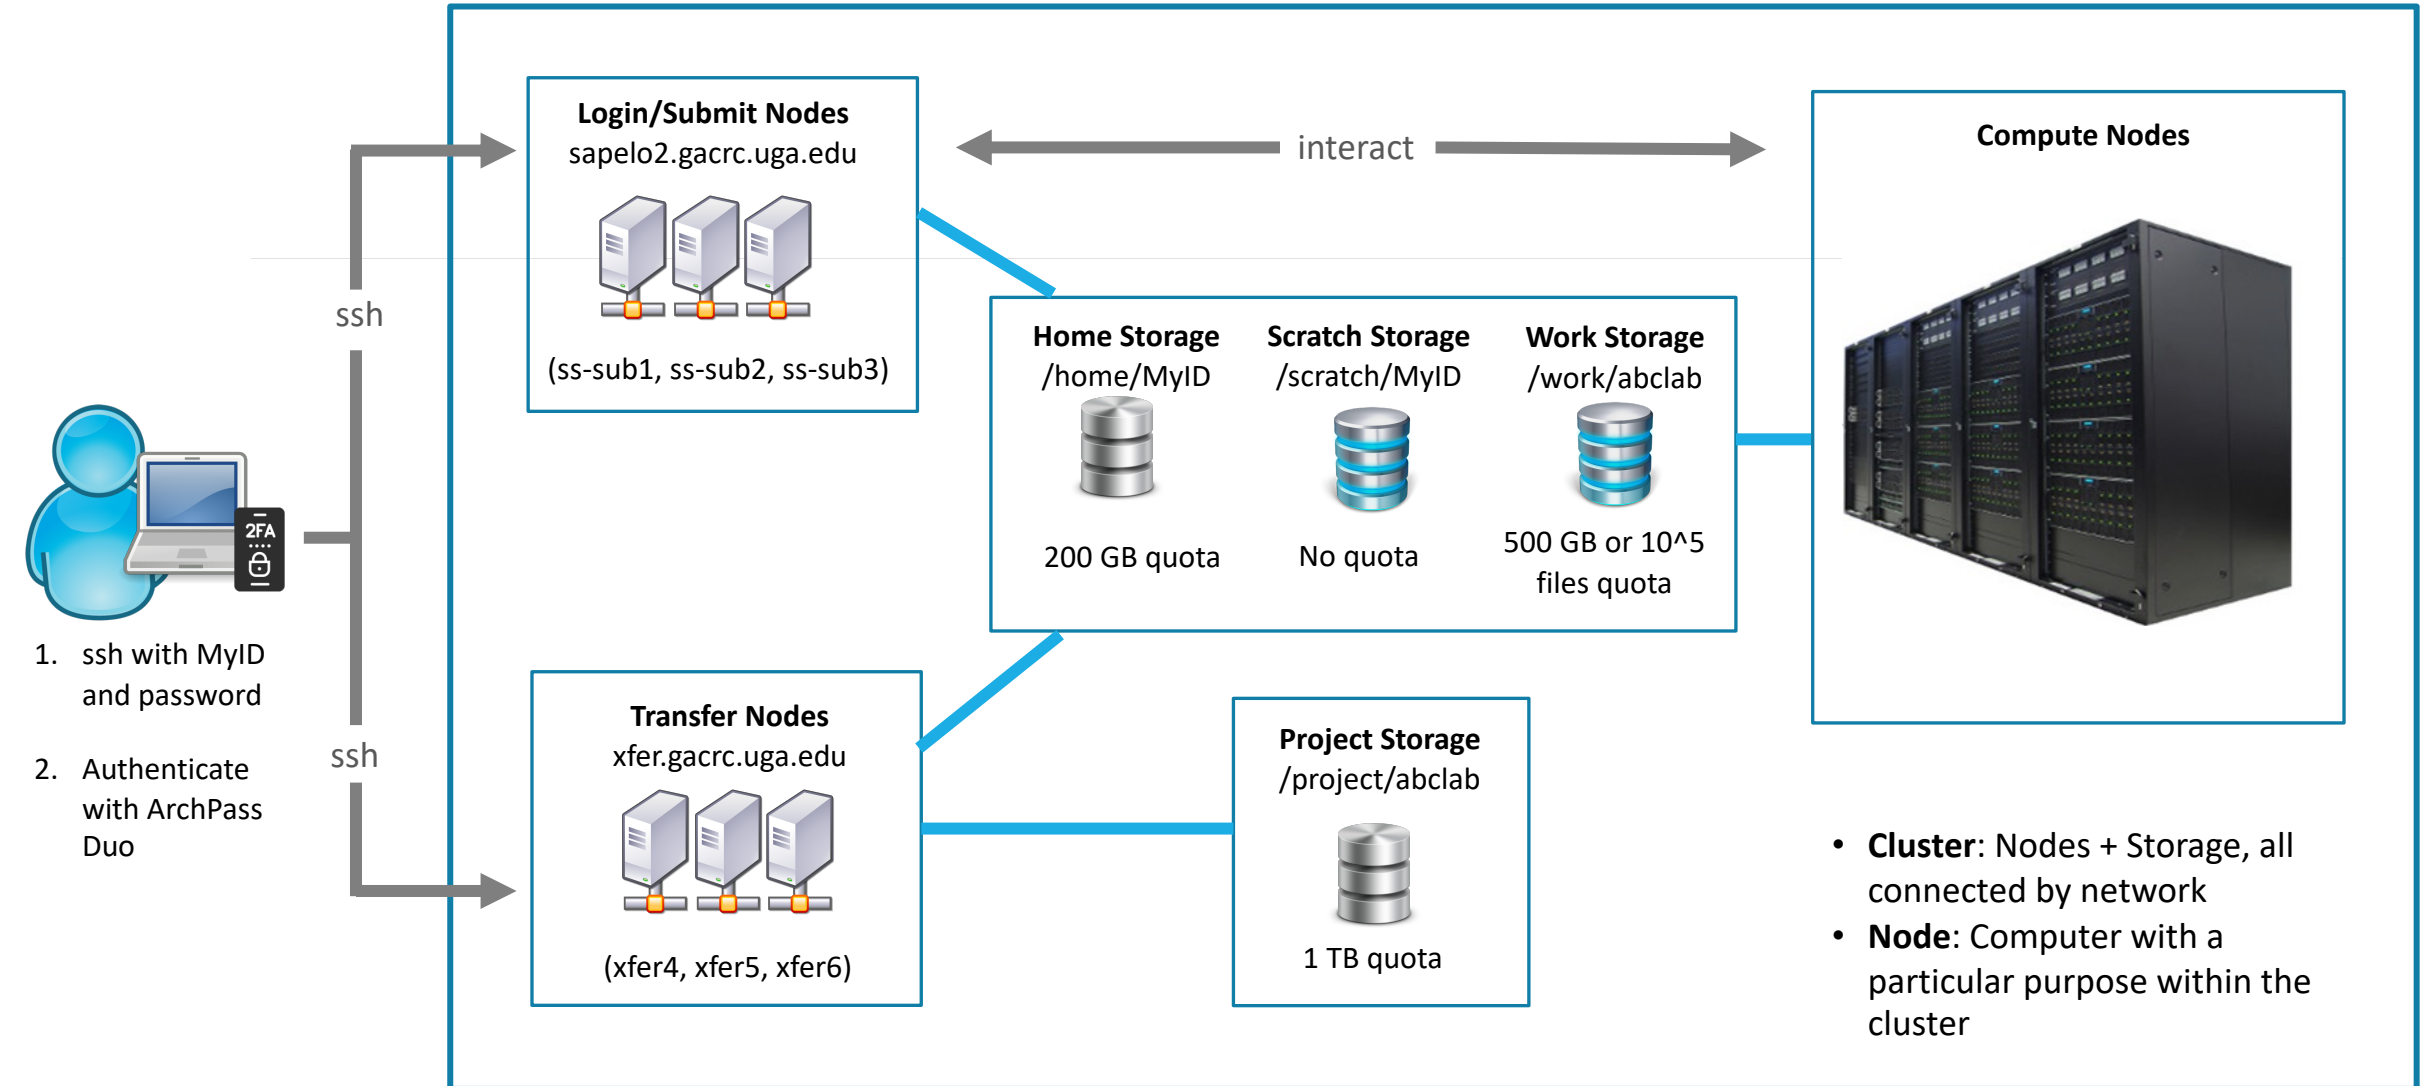 Login/Submit Nodes
sapelo2.gacrc.uga.edu
(ss-sub1, ss-sub2, ss-sub3)
interact
Compute Nodes
ssh
Home Storage
/home/MyID
200 GB quota
Scratch Storage
/scratch/MyID
No quota
Work Storage
/work/abclab
500 GB or 10^5
files quota
2FA
1. ssh with MyID
and password
2. Authenticate
with ArchPass
Duo
ssh
Transfer Nodes
xfer.gacrc.uga.edu
(xfer4, xfer5, xfer6)
Project Storage
/project/abclab
1 TB quota
• Cluster: Nodes + Storage, all
connected by network
• Node: Computer with a
particular purpose within the
cluster